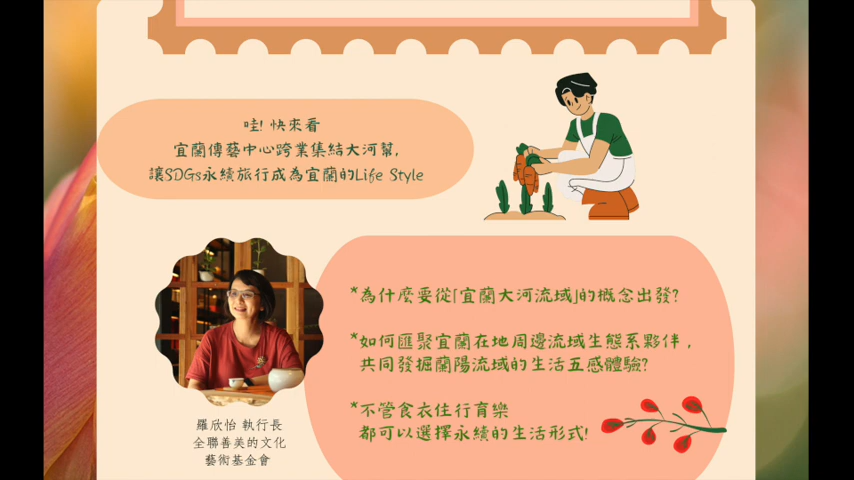 哇! 快來看
宜蘭傳藝中心跨業集結大河幫,
讓SDGs永續旅行成為宜蘭的Life Style
*為什麼要從「宜蘭大河流域」的概念出發?
*如何匯聚宜蘭在地周邊流域生態系夥伴,
共同發掘蘭陽流域的生活五感體驗?
*不管食衣住行育樂
都可以選擇永續的生活形式!
羅欣怡 執行長
全聯善美的文化
藝術基金會